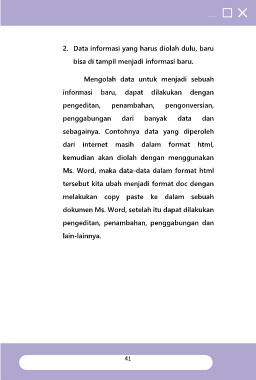 2. Data informasi yang harus diolah dulu, baru
bisa di tampil menjadi informasi baru.
Mengolah data untuk menjadi sebuah
informasi baru, dapat dilakukan dengan
pengeditan, penambahan, pengonversian,
penggabungan dari banyak data dan
sebagainya. Contohnya data yang diperoleh
dari internet masih dalam format html,
kemudian akan diolah dengan menggunakan
Ms. Word, maka data-data dalam format html
tersebut kita ubah menjadi format doc dengan
melakukan copy paste ke dalam sebuah
dokumen Ms. Word, setelah itu dapat dilakukan
pengeditan, penambahan, penggabungan dan
lain-lainnya.
41